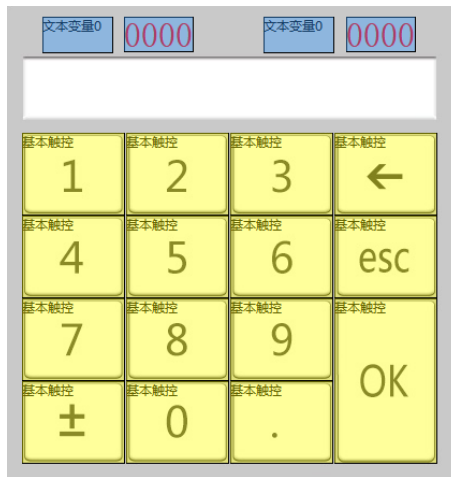 文本变量0 0000 文本变量0 0000
基本触控 基本触控 基本触控 基本触控
1 2 3 ←
基本触控 基本触控 基本触控 基本触控
4 5 6 esc
基本触控 基本触控 基本触控 基本触控
7 8 9
OK
基本触控 基本触控 基本触控
± 0 .